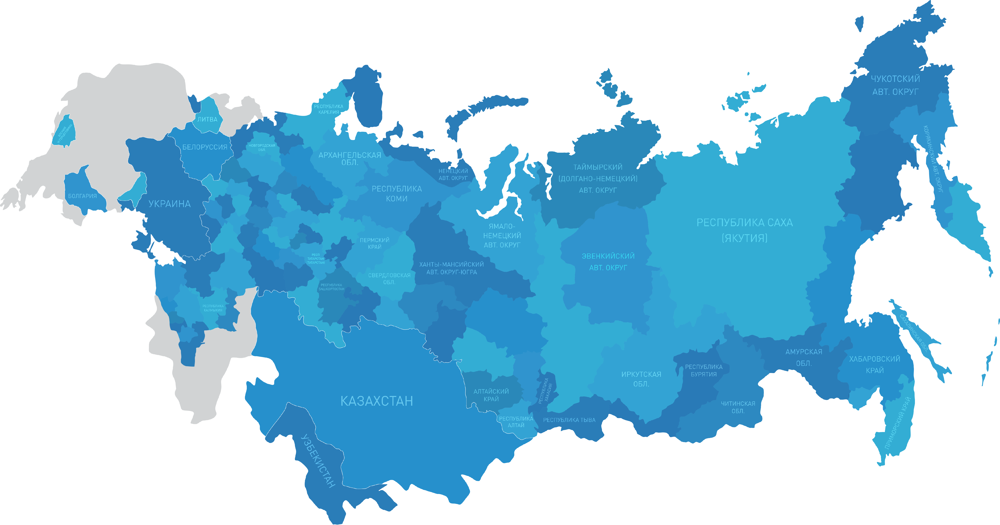 ЧУКОТСКИЙ
АВТ. ОКРУГ
РЕСПУБЛИКА
КАРЕЛИЯ
ЛИТВА
БОСНИЯ
И ГЕРЦЕГОВИНА
КОРЯКИНСКИЙ АВТ. ОКРУГ
БЕЛОРУССИЯ
НОВГОРОДСКАЯ
ОБЛ.
АРХАНГЕЛЬСКАЯ
ОБЛ.
НЕНЕЦКИЙ
АВТ. ОКРУГ
ТАЙМЫРСКИЙ
(ДОЛГАНО-НЕМЕЦКИЙ)
АВТ. ОКРУГ
РЕСПУБЛИКА
КОМИ
БОЛГАРИЯ
УКРАИНА
РЕСПУБЛИКА САХА
(ЯКУТИЯ)
ЯМАЛО-
НЕМЕЦКИЙ
АВТ. ОКРУГ
ПЕРМСКИЙ
КРАЙ
РЕСП
ТАТАРСТАН
(ТАТАРСТАН)
ЭВЕНКИЙСКИЙ
АВТ. ОКРУГ
ХАНТЫ-МАНСИЙСКИЙ
АВТ. ОКРУГ-ЮГРА
СВЕРДЛОВСКАЯ
ОБЛ.
РЕСПУБЛИКА
БАШКОРТОСТАН
РЕСПУБЛИКА
КАЛМЫКИЯ
САХАЛИНСКАЯ ОБЛ.
АМУРСКАЯ
ОБЛ.
ХАБАРОВСКИЙ
КРАЙ
РЕСПУБЛИКА
БУРЯТИЯ
ИРКУТСКАЯ
ОБЛ.
РЕСПУБЛИКА
ХАКАСИЯ
АЛТАЙСКИЙ
КРАЙ
КАЗАХСТАН
ЧИТИНСКАЯ
ОБЛ.
РЕСПУБЛИКА
АЛТАЙ
РЕСПУБЛИКА ТЫВА
ПРИМОРСКИЙ КРАЙ
УЗБЕКИСТАН